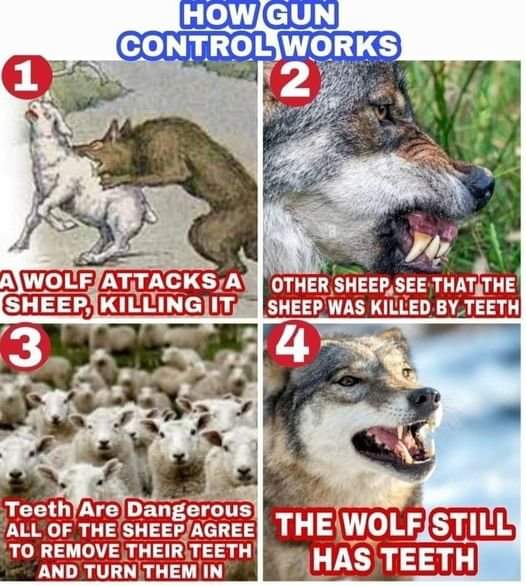 HOW GUN
CONTROL WORKS
1
A WOLF ATTACKS A
SHEEP, KILLING IT
2
OTHER SHEEP SEE THAT THE
SHEEP WAS KILLED BY TEETH
3
Teeth Are Dangerous
ALL OF THE SHEEP AGREE
TO REMOVE THEIR TEETH
AND TURN THEM IN
4
THE WOLF STILL
HAS TEETH